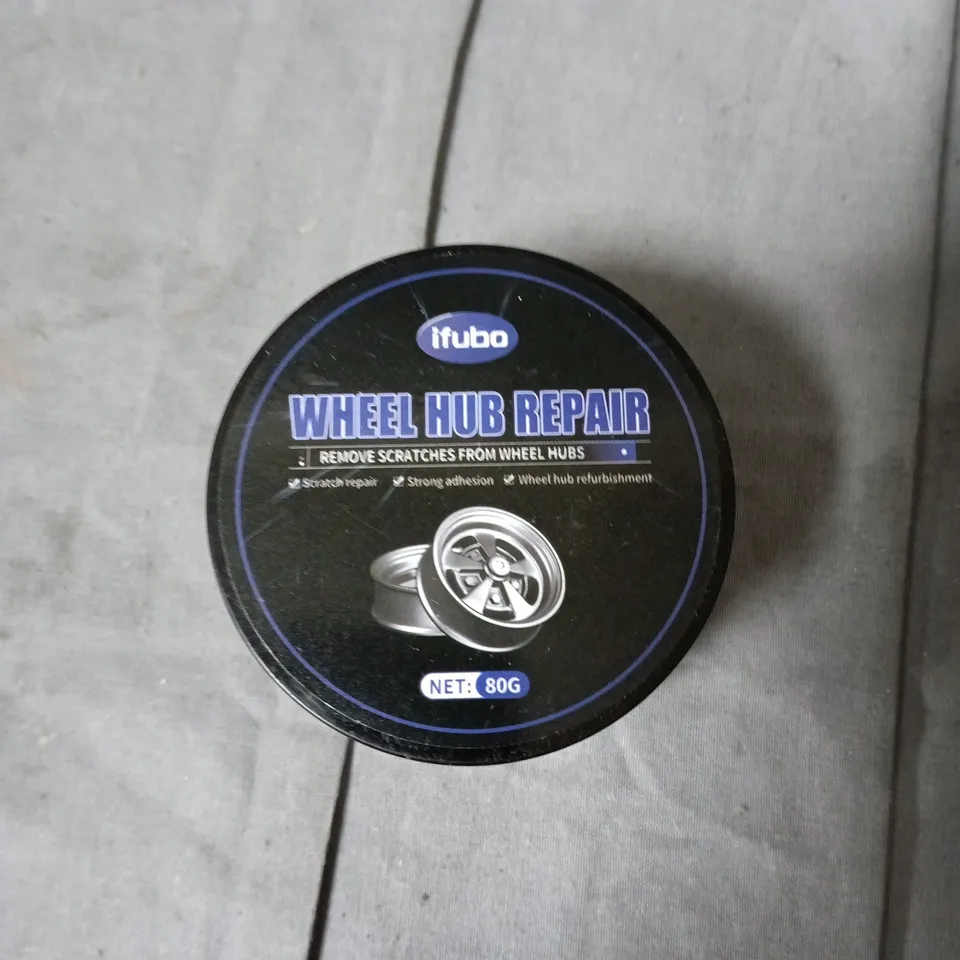 ifubo
WHEEL HUB REPAIR
REMOVE SCRATCHES FROM WHEEL HUBS
Scratch repair Strong adhesion Wheel hub refurbishment
NET: 80G